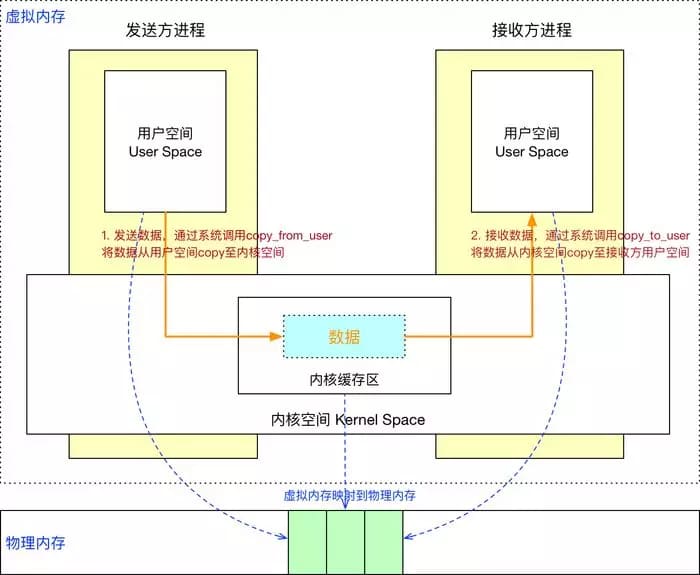 虚拟内存
发送方进程
接收方进程
用户空间
User Space
用户空间
User Space
1. 发送数据，通过系统调用copy_from_user
将数据从用户空间copy至内核空间
2. 接收数据，通过系统调用copy_to_user
将数据从内核空间copy至接收方用户空间
数据
内核缓存区
内核空间 Kernel Space
虚拟内存映射到物理内存
物理内存